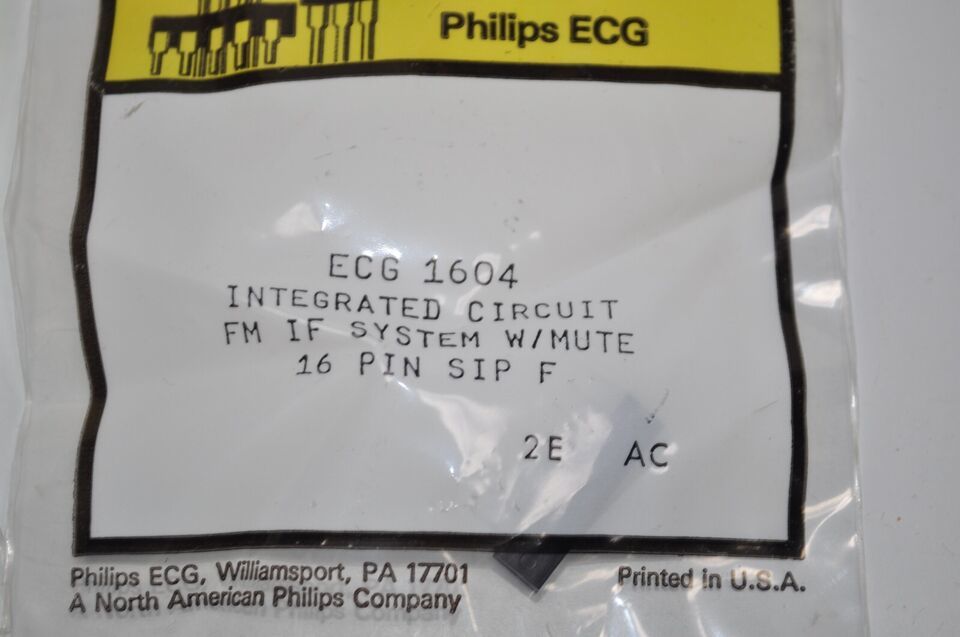 Philips ECG
ECG 1604
INTEGRATED CIRCUIT
FM IF SYSTEM W/MUTE
16 PIN SIP F
2E AC
Philips ECG, Williamsport, PA 17701
A North American Philips Company
Printed in U.S.A.